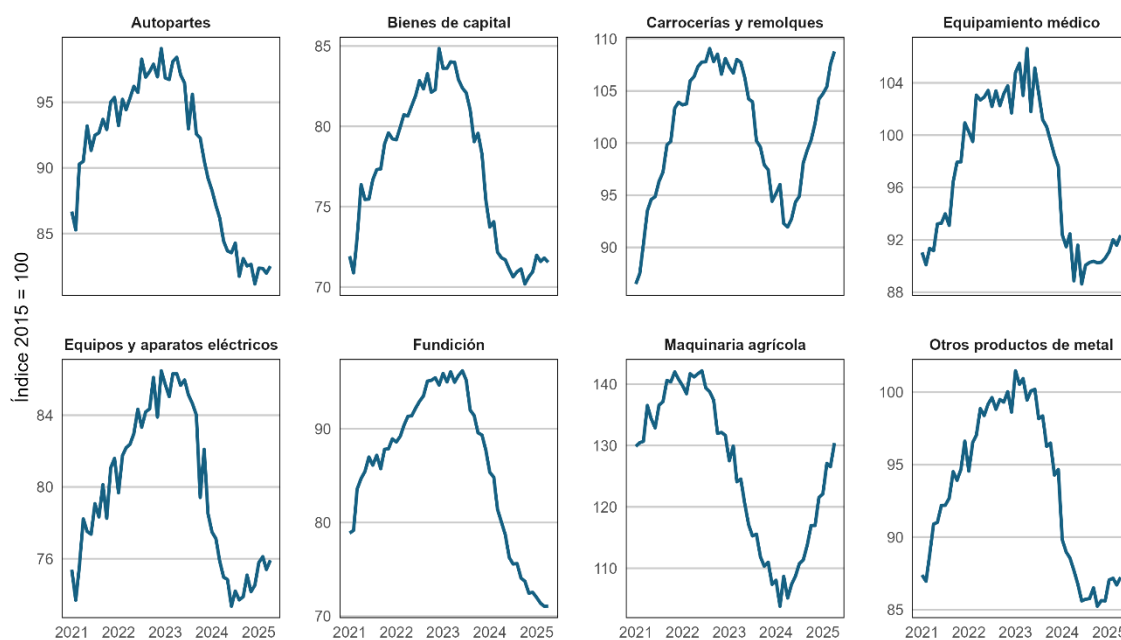 Autopartes
Bienes de capital
Carrocerías y remolques
Equipamiento médico
95
90
85
85
80
75
70
110
105
100
95
90
104
100
96
92
88
Índice 2015 = 100
Equipos y aparatos eléctricos
Fundición
Maquinaria agrícola
Otros productos de metal
84
80
76
90
80
70
140
130
120
110
100
95
90
85
2021 2022 2023 2024 2025
2021 2022 2023 2024 2025
2021 2022 2023 2024 2025
2021 2022 2023 2024 2025